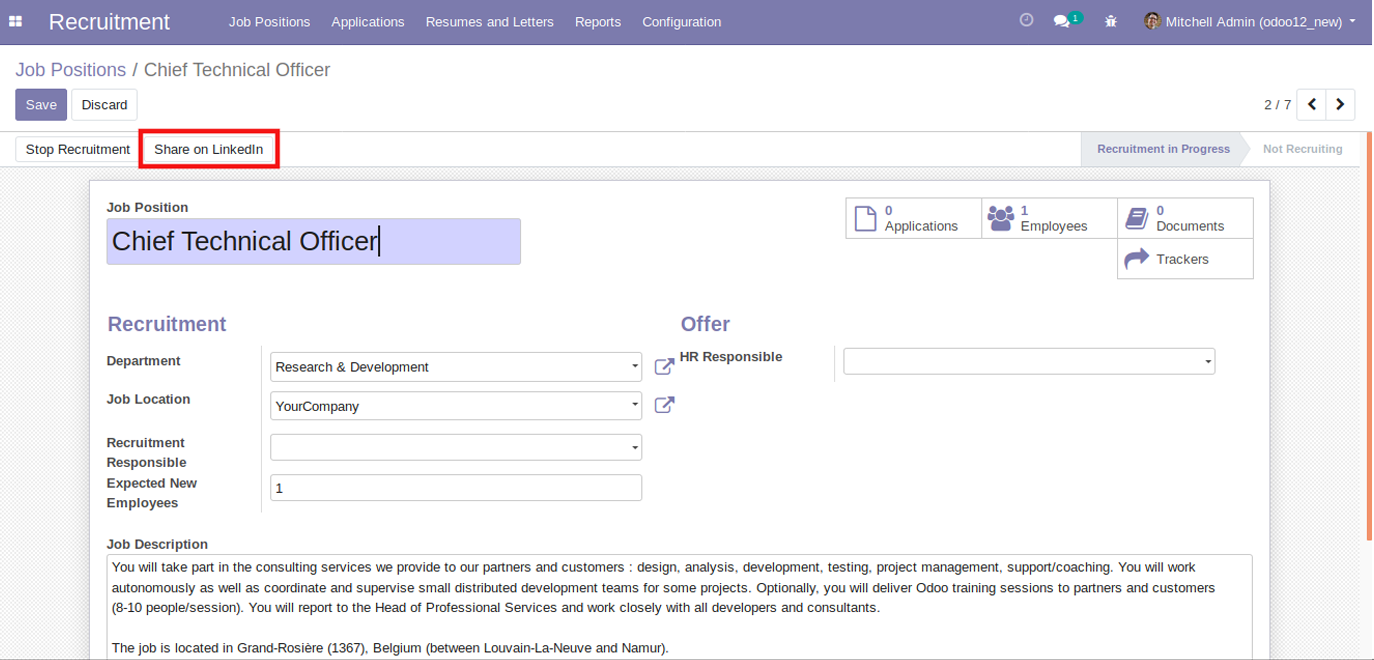 Recruitment Job Positions Applications Resumes and Letters Reports Configuration 1 Mitchell Admin (odoo12_new)
Job Positions / Chief Technical Officer
Save Discard 2 / 7
Stop Recruitment Share on LinkedIn Recruitment in Progress Not Recruiting
Job Position
Chief Technical Officer
0 Applications
1 Employees
0 Documents
Trackers
Recruitment
Department Research & Development
Job Location YourCompany
Recruitment
Responsible
Expected New
Employees
1
Offer
HR Responsible
Job Description
You will take part in the consulting services we provide to our partners and customers : design, analysis, development, testing, project management, support/coaching. You will work
autonomously as well as coordinate and supervise small distributed development teams for some projects. Optionally, you will deliver Odoo training sessions to partners and customers
(8-10 people/session). You will report to the Head of Professional Services and work closely with all developers and consultants.
The job is located in Grand-Rosière (1367), Belgium (between Louvain-La-Neuve and Namur).